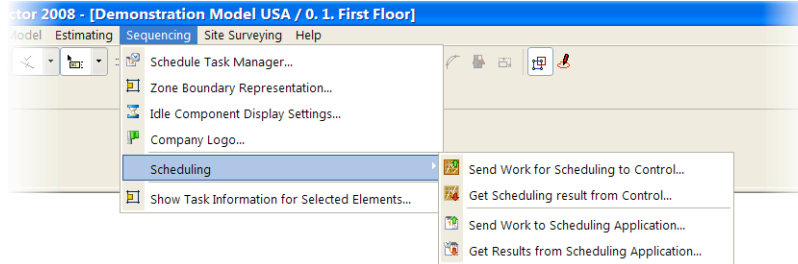 ctor 2008 - [Demonstration Model USA / 0. 1. First Floor]
Model Estimating Sequencing Site Surveying Help
Schedule Task Manager...
Zone Boundary Representation...
Idle Component Display Settings...
Company Logo...
Scheduling
Show Task Information for Selected Elements...
Send Work for Scheduling to Control...
Get Scheduling result from Control...
Send Work to Scheduling Application...
Get Results from Scheduling Application...